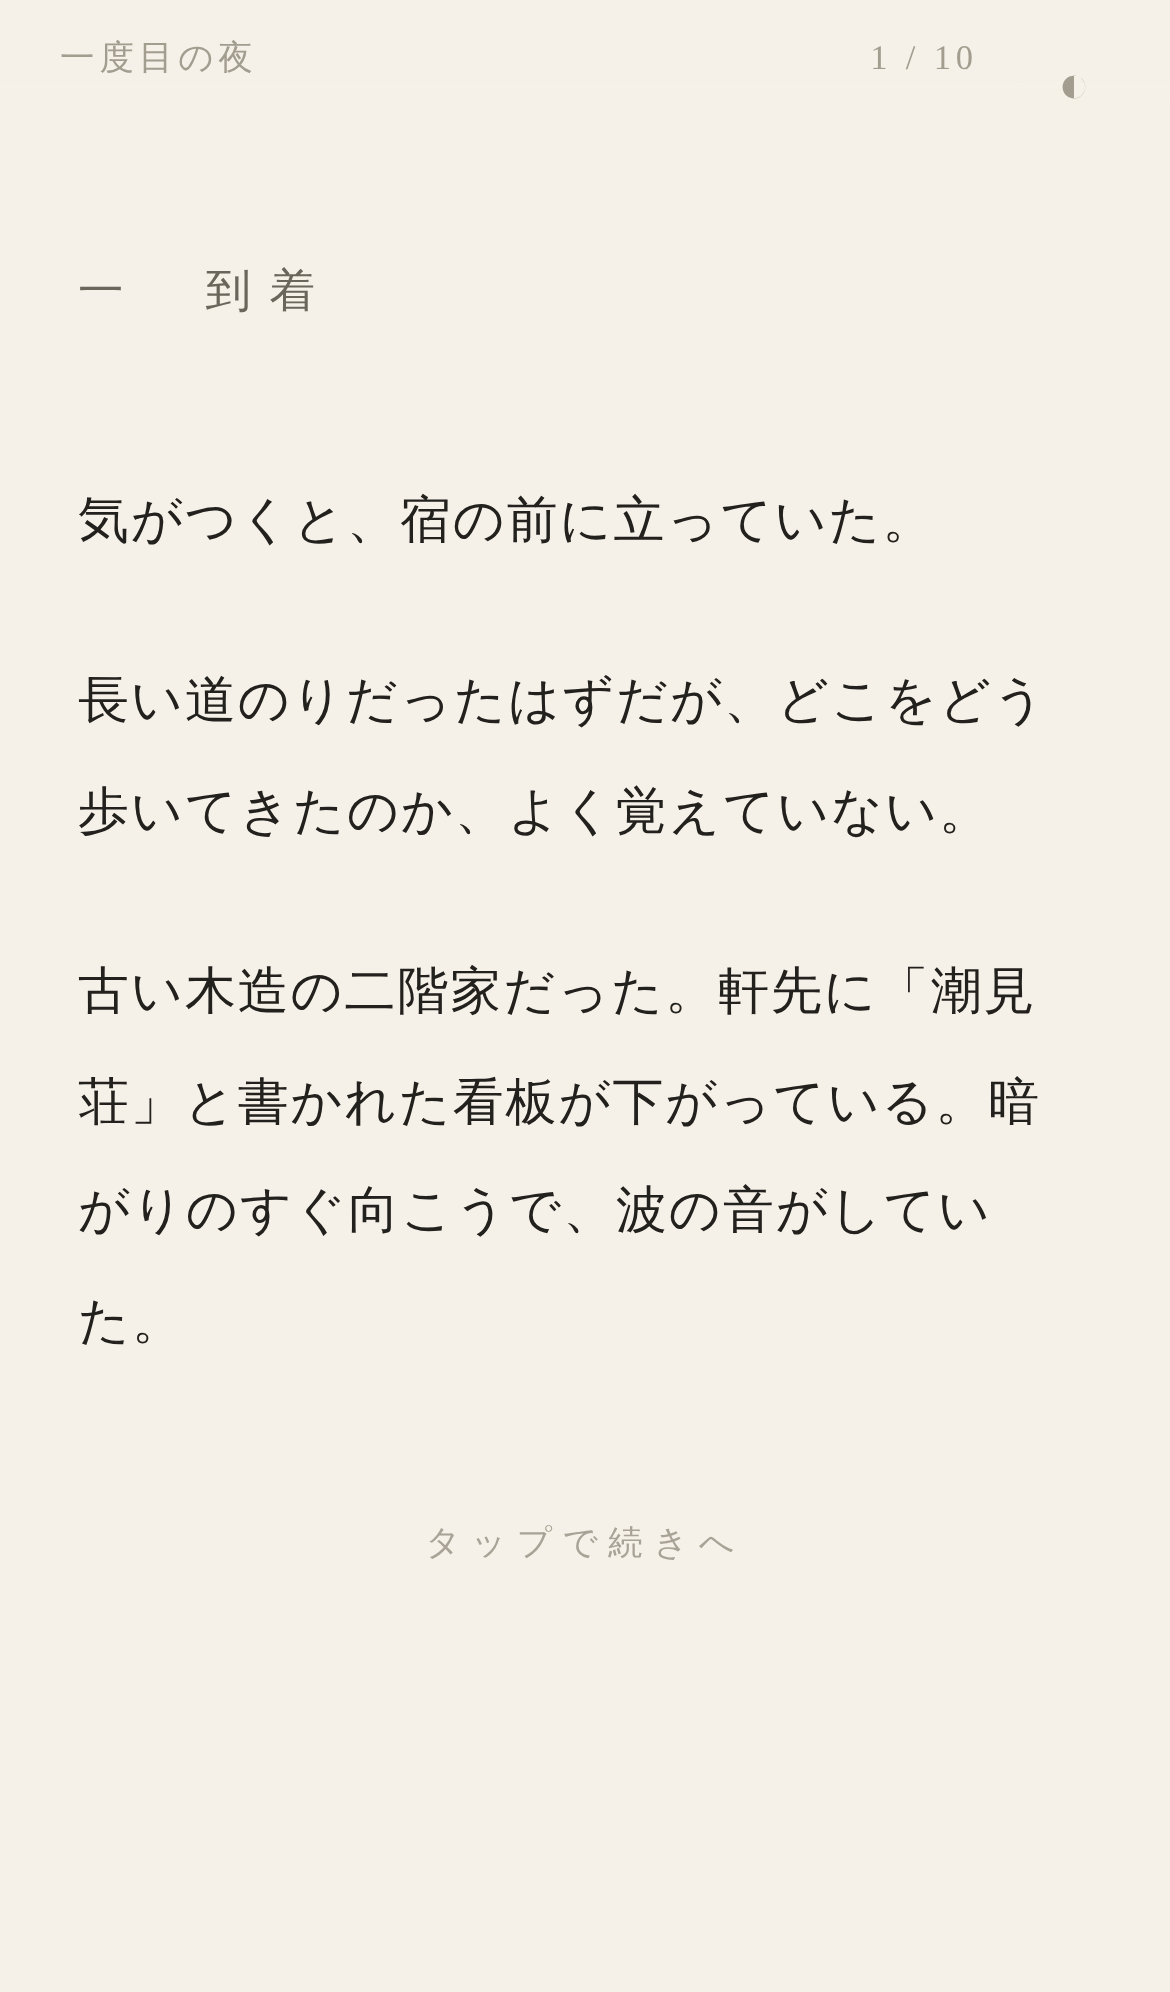 一度目の夜
1 / 10
一　到着
気がつくと、宿の前に立っていた。
長い道のりだったはずだが、どこをどう
歩いてきたのか、よく覚えていない。
古い木造の二階家だった。軒先に「潮見
荘」と書かれた看板が下がっている。暗
がりのすぐ向こうで、波の音がしてい
た。
タップで続きへ